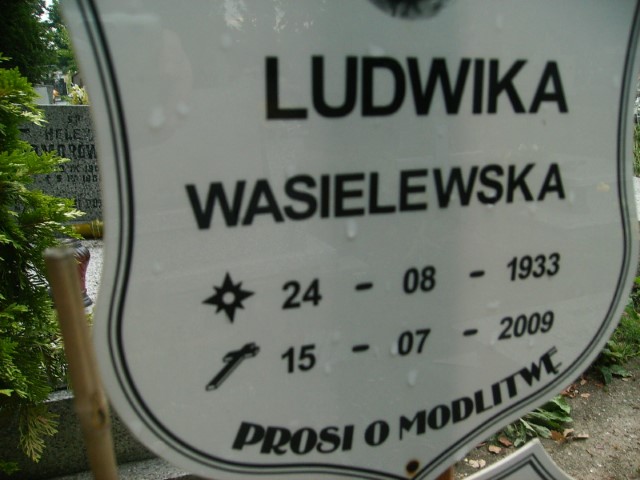 LUDWIKA
WASIELEWSKA
24 - 08 - 1933
15 - 07 - 2009
PROSI O MODLITWĘ